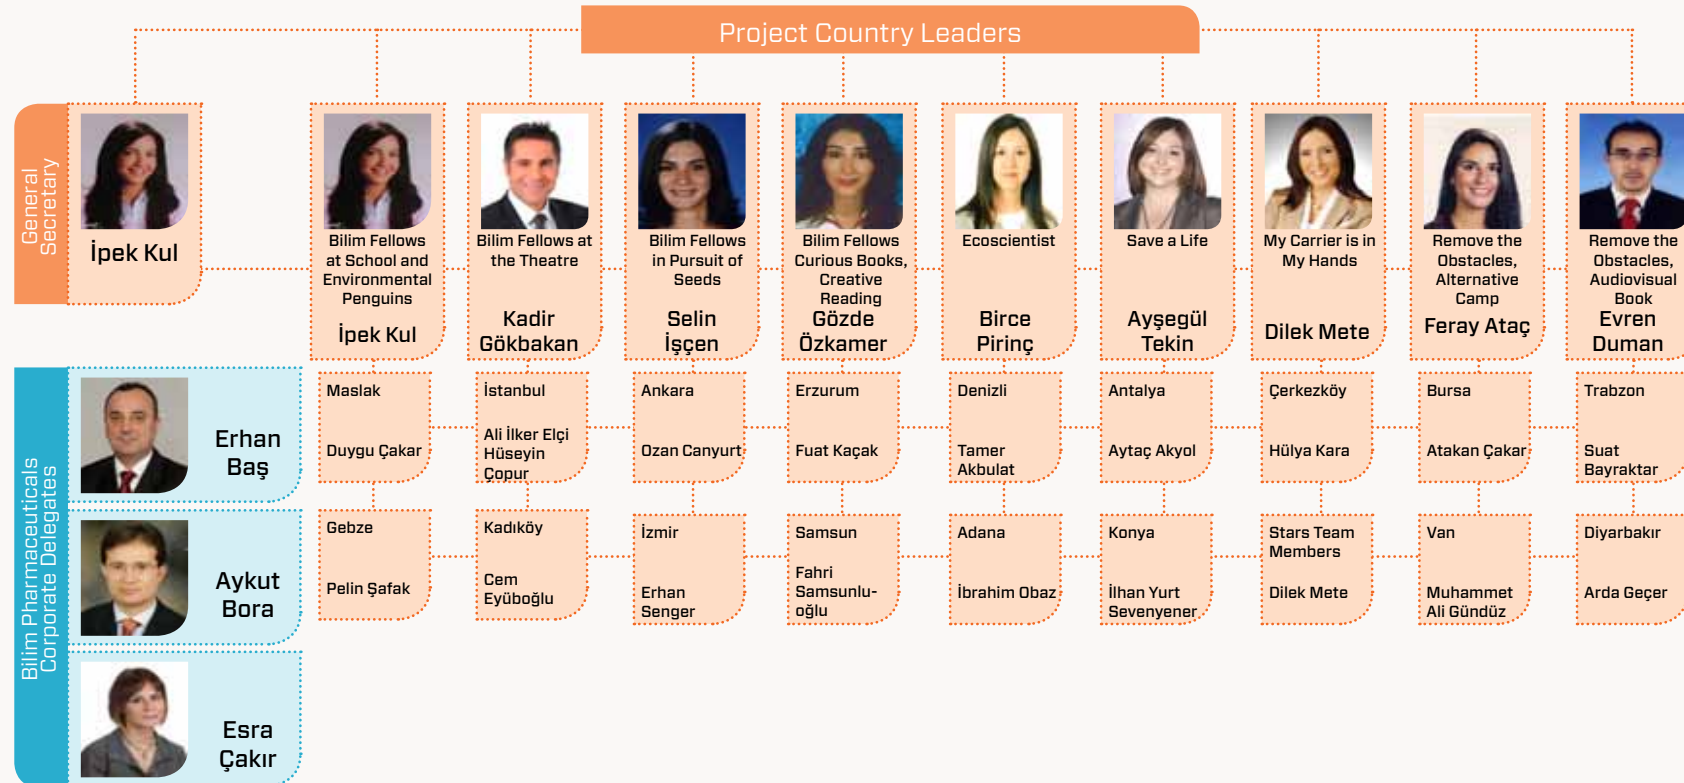 Project Country Leaders
General
Secretary
İpek Kul
Bilim Fellows
at School and
Environmental
Penguins
İpek Kul
Bilim Fellows at
the Theatre
Kadir
Gökbakan
Bilim Fellows
in Pursuit of
Seeds
Selin
İşçen
Bilim Fellows
Curious Books,
Creative
Reading
Gözde
Özkamer
Ecoscientist
Birce
Pirinç
Save a Life
Ayşegül
Tekin
My Carrier is in
My Hands
Dilek Mete
Remove the
Obstacles,
Alternative
Camp
Feray Ataç
Remove the
Obstacles,
Audiovisual
Book
Evren
Duman
Bilim Pharmaceuticals
Corporate Delegates
Erhan
Baş
Aykut
Bora
Esra
Çakır
Maslak
Duygu Çakar
İstanbul
Ali İlker Elçi
Hüseyin
Çopur
Ankara
Ozan Canyurt
Erzurum
Fuat Kaçak
Denizli
Tamer
Akbulat
Antalya
Aytaç Akyol
Çerkezköy
Hülya Kara
Bursa
Atakan Çakar
Trabzon
Suat
Bayraktar
Gebze
Pelin Şafak
Kadıköy
Cem
Eyüboğlu
İzmir
Erhan
Senger
Samsun
Fahri
Samsunlu-
oğlu
Adana
İbrahim Obaz
Konya
İlhan Yurt
Sevenyener
Stars Team
Members
Dilek Mete
Van
Muhammet
Ali Gündüz
Diyarbakır
Arda Geçer